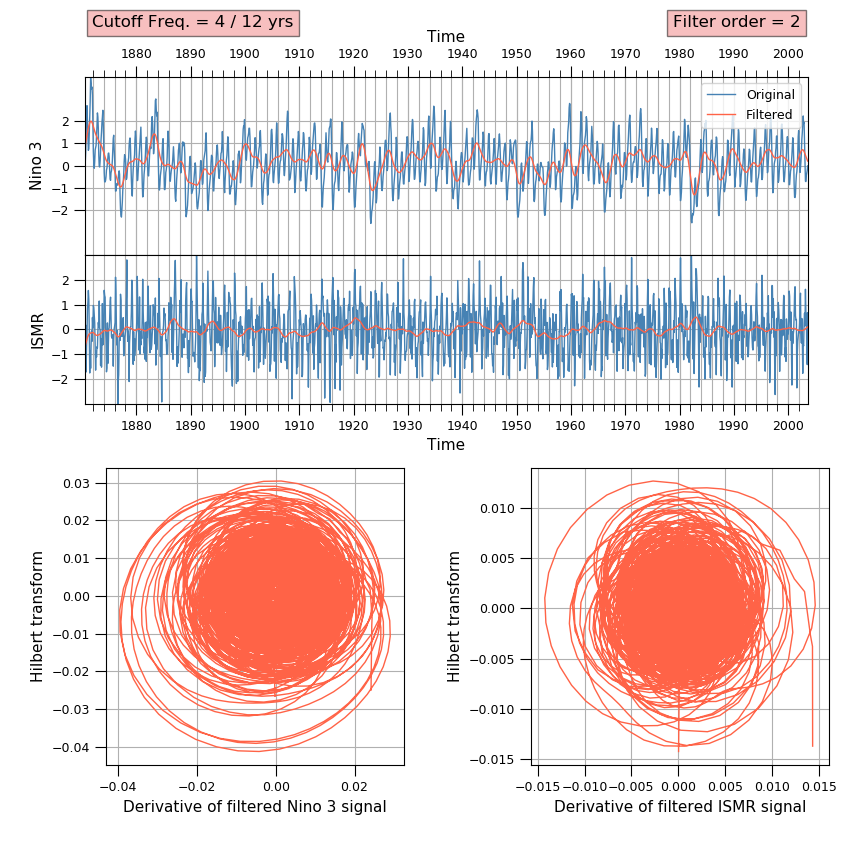 Cutoff Freq. = 4 / 12 yrs
Filter order = 2
Time
1880 1890 1900 1910 1920 1930 1940 1950 1960 1970 1980 1990 2000
Original
Filtered
Nino 3
2
1
0
−1
−2
ISMR
2
1
0
−1
−2
1880 1890 1900 1910 1920 1930 1940 1950 1960 1970 1980 1990 2000
Time
Hilbert transform
0.03
0.02
0.01
0.00
−0.01
−0.02
−0.03
−0.04
−0.04 −0.02 0.00 0.02
Derivative of filtered Nino 3 signal
Hilbert transform
0.010
0.005
0.000
−0.005
−0.010
−0.015
−0.015 −0.010 −0.005 0.000 0.005 0.010 0.015
Derivative of filtered ISMR signal